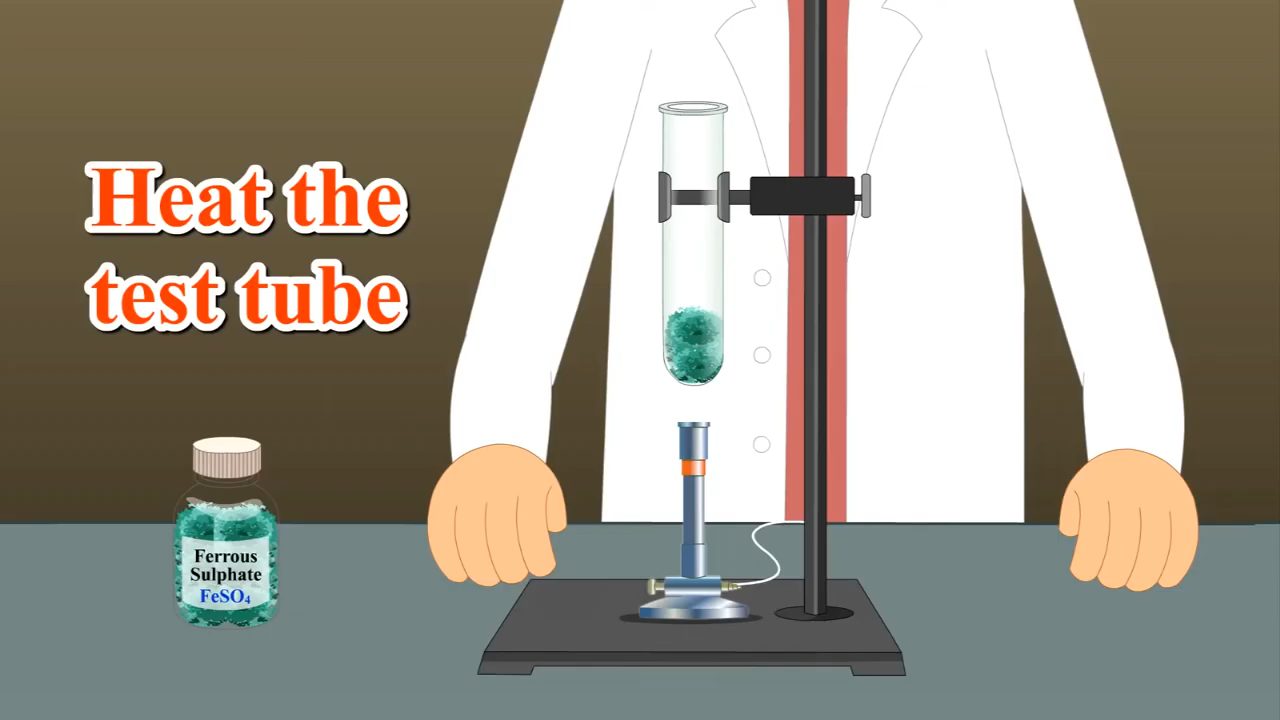 Heat the
test tube
Ferrous
Sulphate
FeSO₄